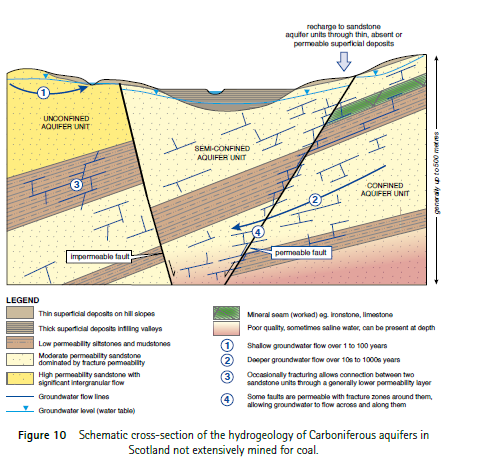 recharge to sandstone
aquifer units through thin, absent or
permeable superficial deposits
1
UNCONFINED
AQUIFER UNIT
SEMI-CONFINED
AQUIFER UNIT
3
2
CONFINED
AQUIFER UNIT
generally up to 500 metres
4
impermeable fault
permeable fault
LEGEND
Thin superficial deposits on hill slopes
Thick superficial deposits infilling valleys
Low permeability siltstones and mudstones
Moderate permeability sandstone
dominated by fracture permeability
High permeability sandstone with
significant intergranular flow
Groundwater flow lines
Groundwater level (water table)
Mineral seam (worked) eg. ironstone, limestone
Poor quality, sometimes saline water, can be present at depth
1 Shallow groundwater flow over 1 to 100 years
2 Deeper groundwater flow over 10s to 1000s years
3 Occasionally fracturing allows connection between two
sandstone units through a generally lower permeability layer
4 Some faults are permeable with fracture zones around them,
allowing groundwater to flow across and along them
Figure 10 Schematic cross-section of the hydrogeology of Carboniferous aquifers in
Scotland not extensively mined for coal.